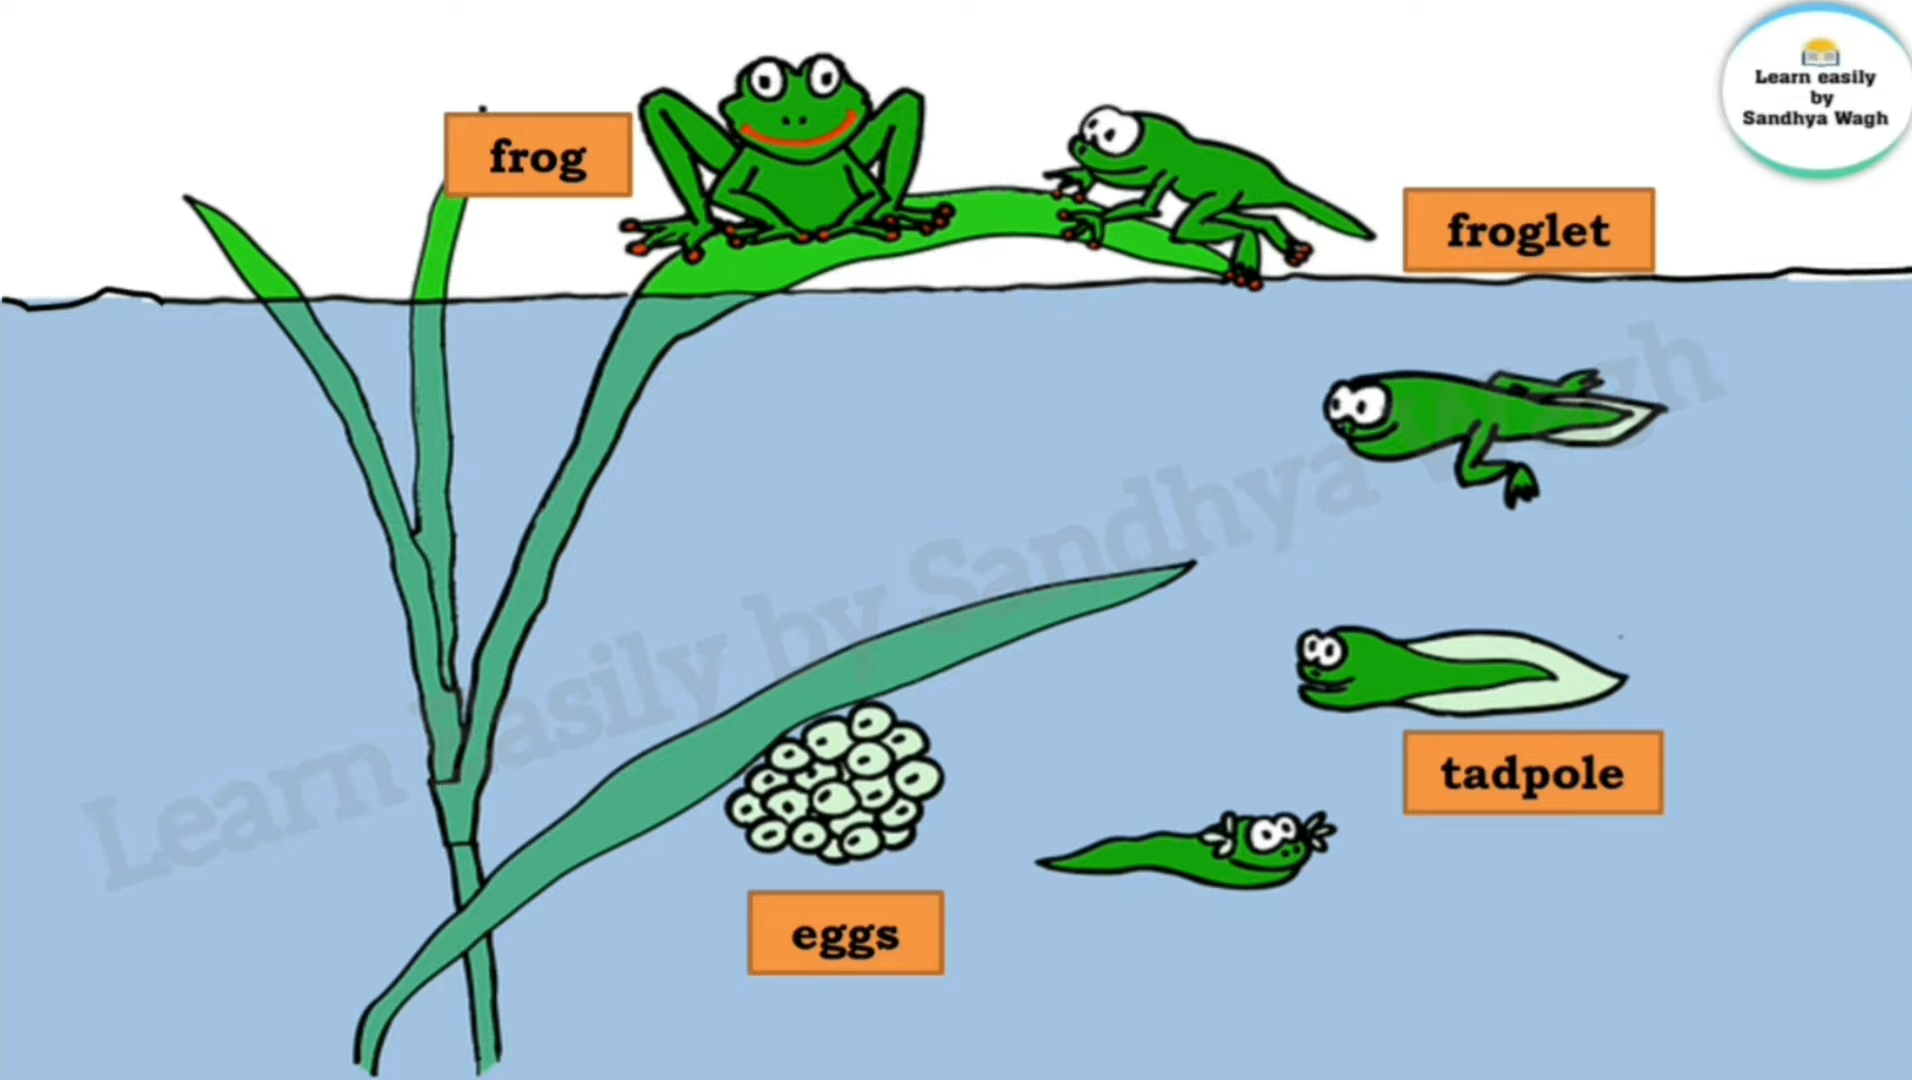 Learn easily
by
Sandhya Wagh
frog
froglet
tadpole
eggs
Learn easily by Sandhya Wagh